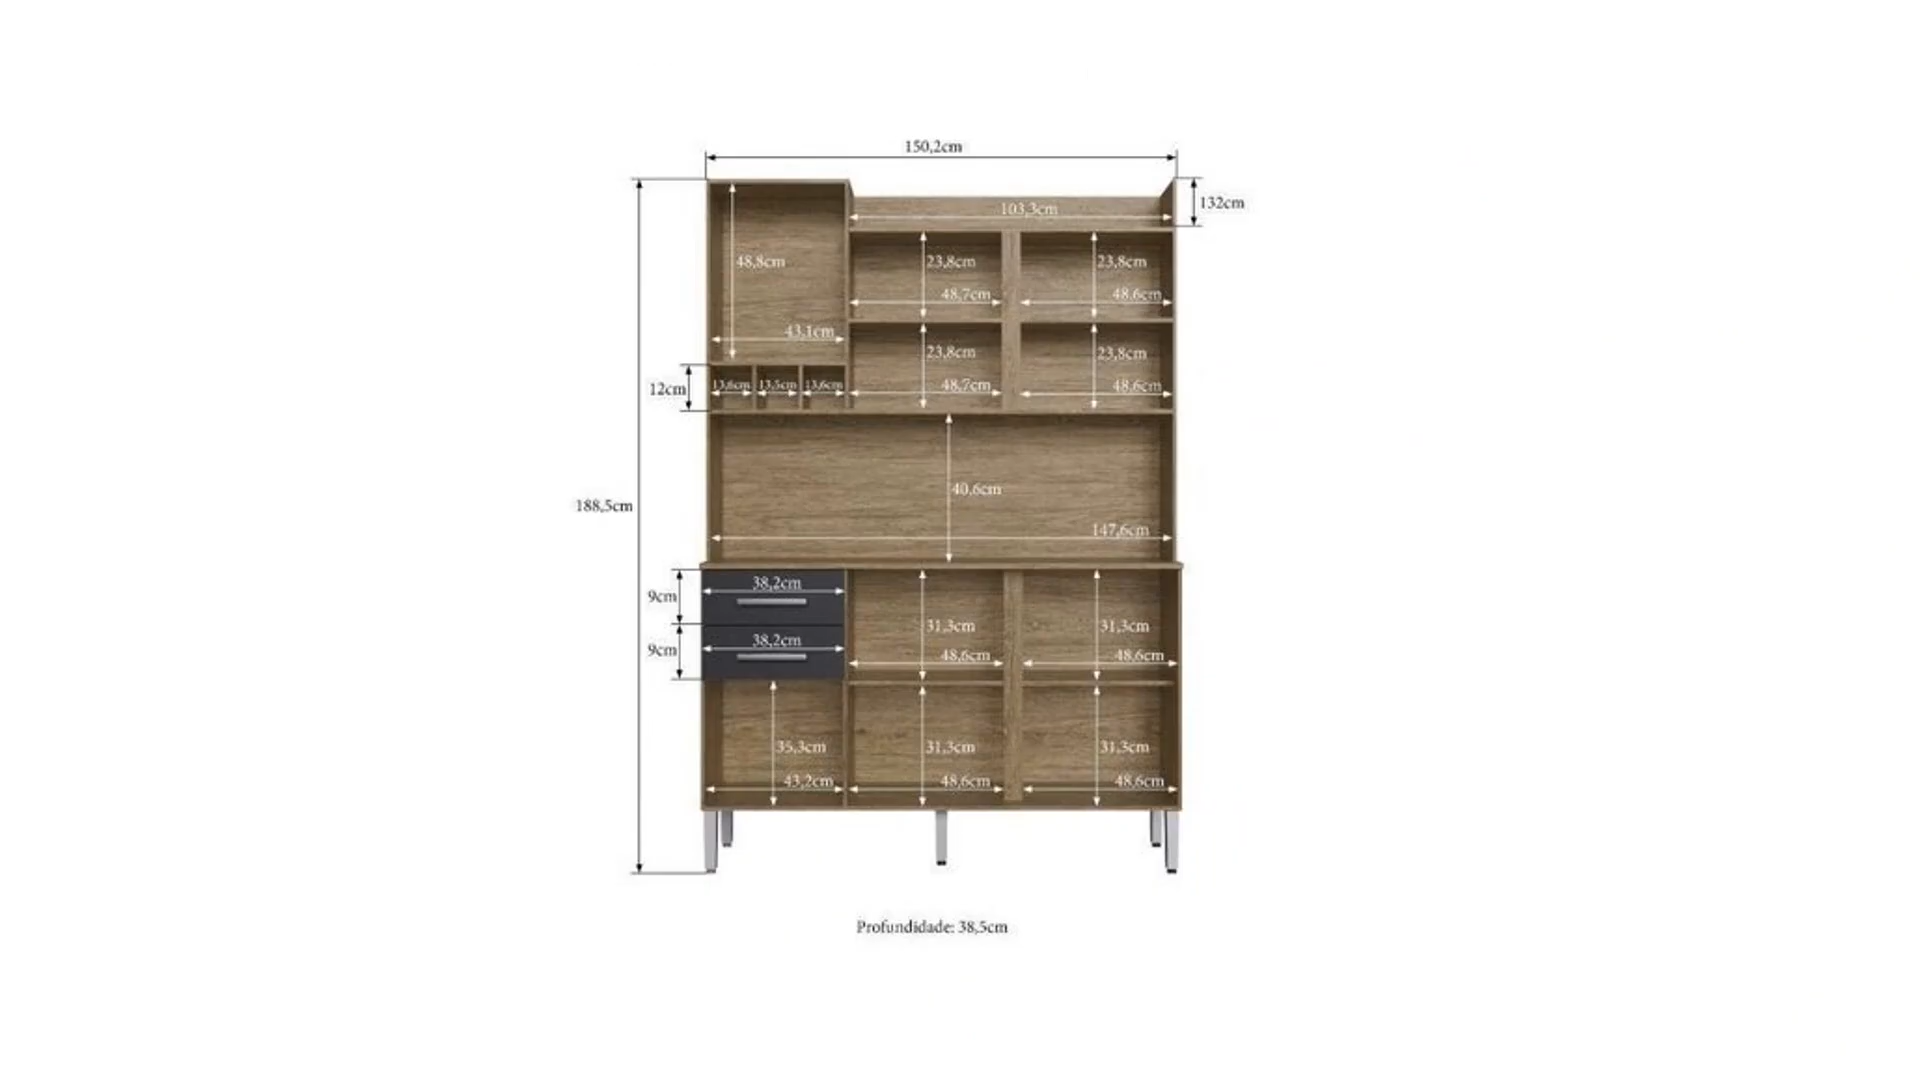 150,2cm
132cm
103,3cm
48,8cm
23,8cm
23,8cm
48,7cm
48,6cm
43,1cm
23,8cm
23,8cm
12cm
13,6cm
13,5cm
13,6cm
48,7cm
48,6cm
188,5cm
40,6cm
147,6cm
9cm
38,2cm
31,3cm
31,3cm
9cm
38,2cm
48,6cm
48,6cm
35,3cm
31,3cm
31,3cm
43,2cm
48,6cm
48,6cm
Profundidade: 38,5cm